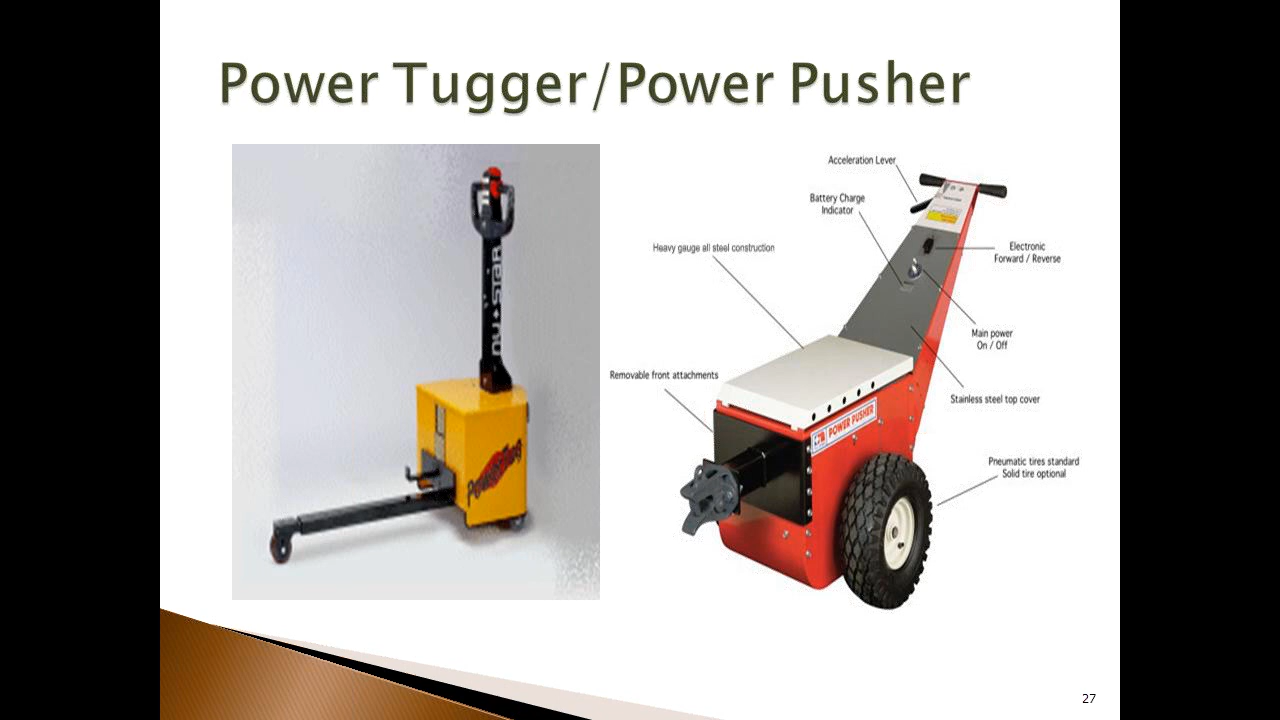 Power Tugger/Power Pusher
nu★star
Acceleration Lever
Battery Charge
Indicator
Heavy gauge all steel construction
Electronic
Forward / Reverse
Main power
On / Off
Removable front attachments
Stainless steel top cover
POWER PUSHER
Pneumatic tires standard
Solid tire optional
27